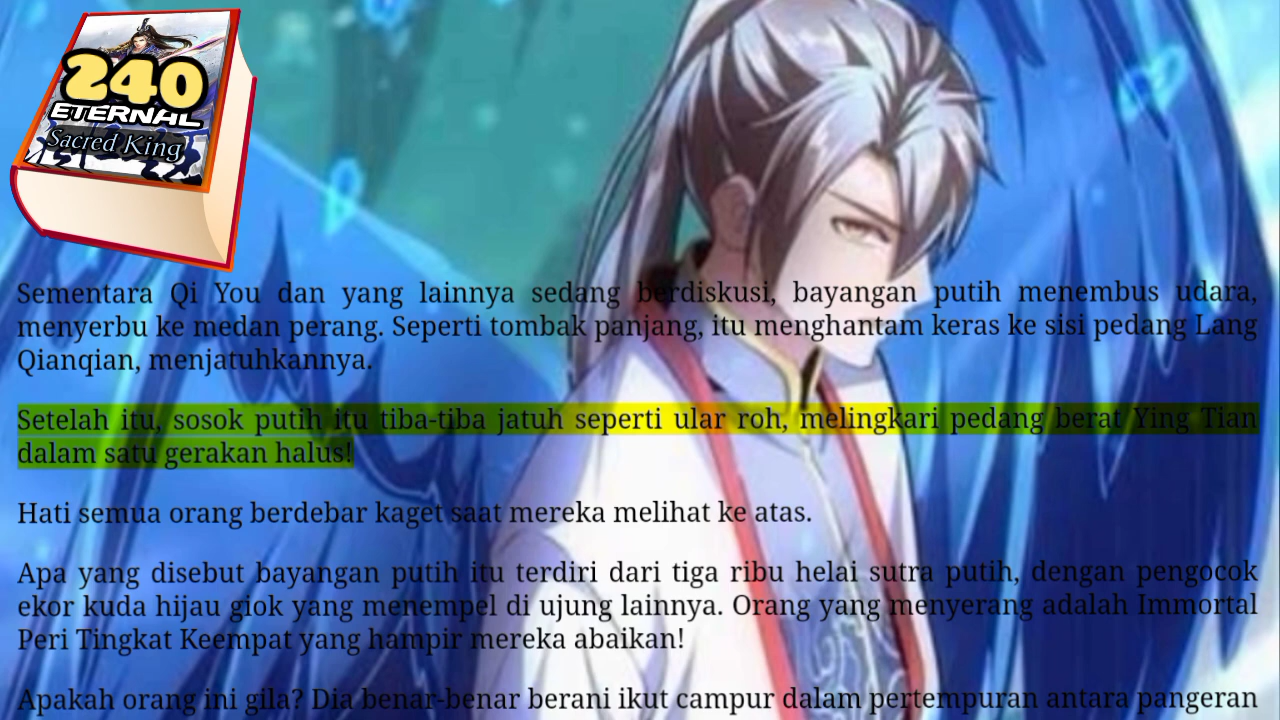 240
ETERNAL
Sacred King
Sementara Qi You dan yang lainnya sedang berdiskusi, bayangan putih menembus udara,
menyerbu ke medan perang. Seperti tombak panjang, itu menghantam keras ke sisi pedang Lang
Qianqian, menjatuhkannya.
Setelah itu, sosok putih itu tiba-tiba jatuh seperti ular roh, melingkari pedang berat Ying Tian
dalam satu gerakan halus!
Hati semua orang berdebar kaget saat mereka melihat ke atas.
Apa yang disebut bayangan putih itu terdiri dari tiga ribu helai sutra putih, dengan pengocok
ekor kuda hijau giok yang menempel di ujung lainnya. Orang yang menyerang adalah Immortal
Peri Tingkat Keempat yang hampir mereka abaikan!
Apakah orang ini gila? Dia benar-benar berani ikut campur dalam pertempuran antara pangeran